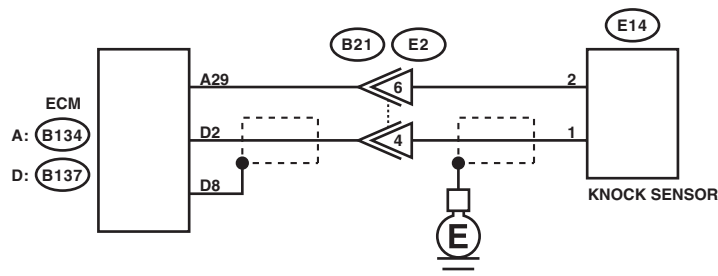 E14
B21 E2
A29 6 2
ECM
A: B134
D2 4 1
D: B137
D8
KNOCK SENSOR
E